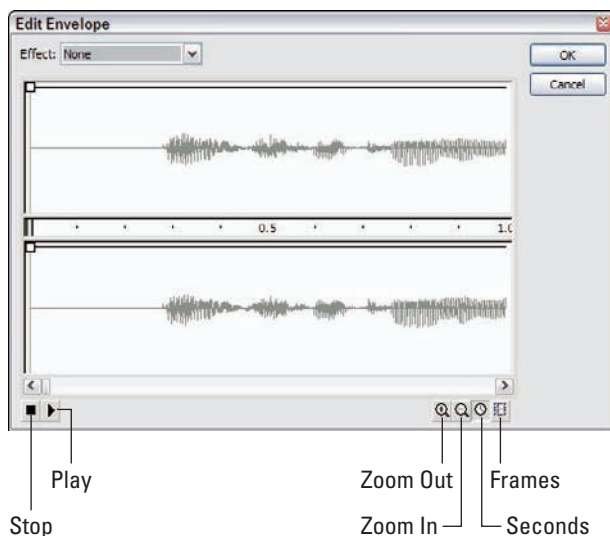 Edit Envelope
Effect: None
OK
Cancel
0.5
1.0
Play
Zoom Out
Frames
Stop
Zoom In
Seconds